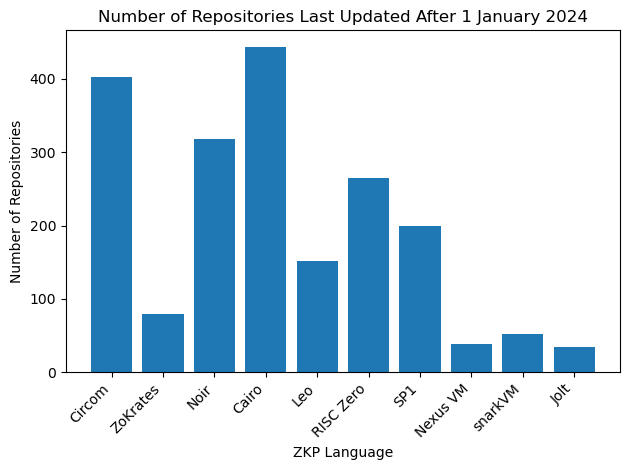 Number of Repositories Last Updated After 1 January 2024
Number of Repositories
400
300
200
100
0
Circom
ZoKrates
Noir
Cairo
Leo
RISC Zero
SP1
Nexus VM
snarkVM
Jolt
ZKP Language